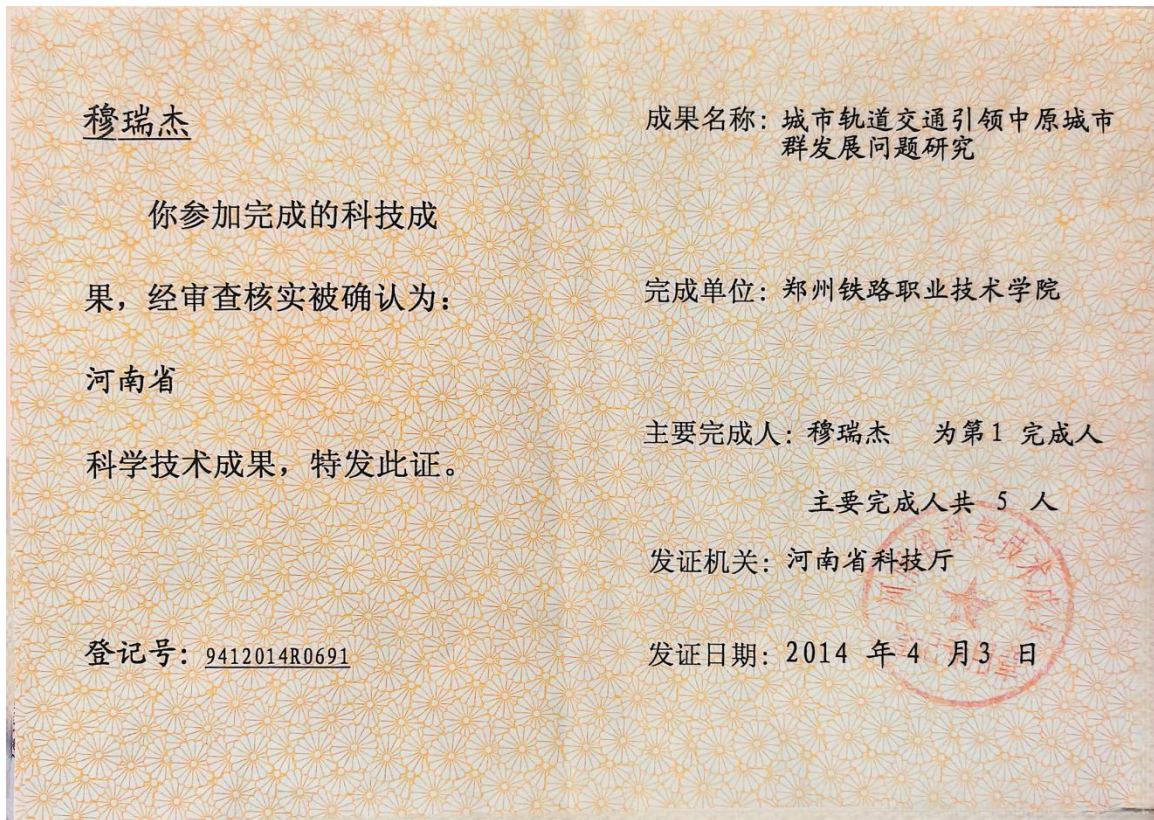 穆瑞杰
你参加完成的科技成
果，经审查核实被确认为：
河南省
科学技术成果，特发此证。
登记号：9412014R0691
成果名称：城市轨道交通引领中原城市
群发展问题研究
完成单位：郑州铁路职业技术学院
主要完成人：穆瑞杰 为第1 完成人
主要完成人共 5 人
发证机关：河南省科技厅
发证日期：2014 年 4 月3 日